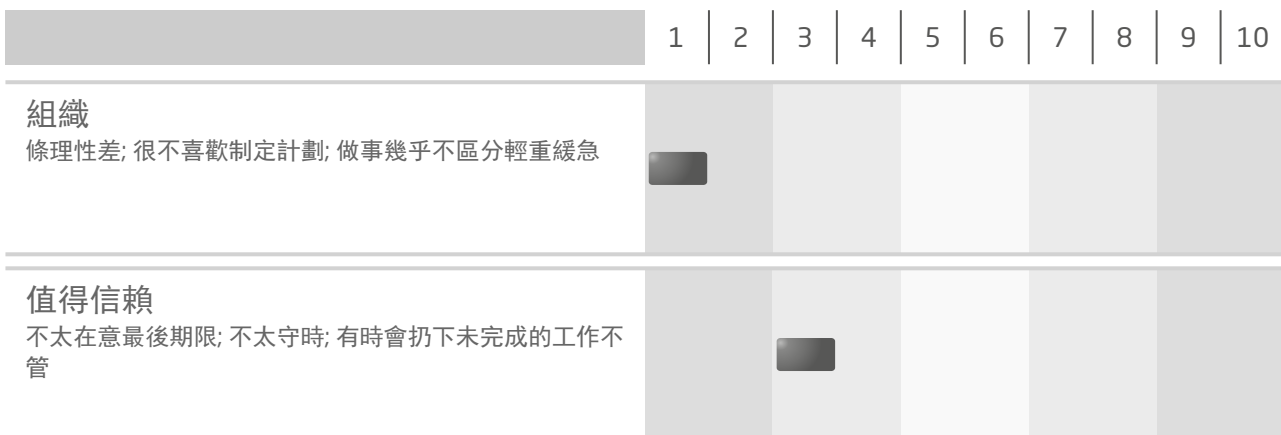 1 2 3 4 5 6 7 8 9 10
組織
條理性差; 很不喜歡制定計劃; 做事幾乎不區分輕重緩急
值得信賴
不太在意最後期限; 不太守時; 有時會扔下未完成的工作不
管